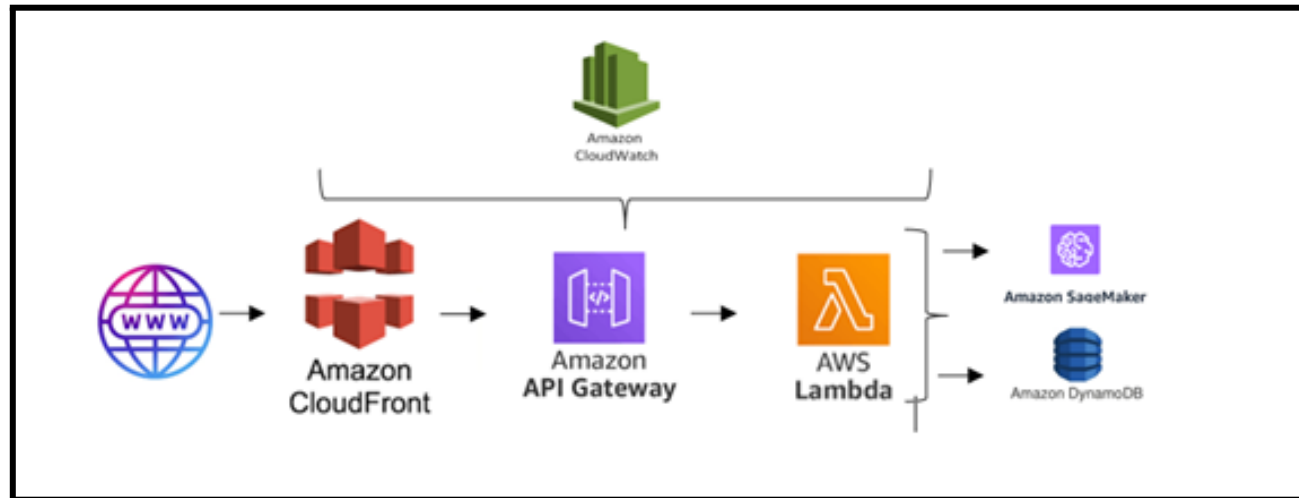 Amazon
CloudWatch
WWW
Amazon
CloudFront
</>
Amazon
API Gateway
AWS
Lambda
Amazon SageMaker
Amazon DynamoDB